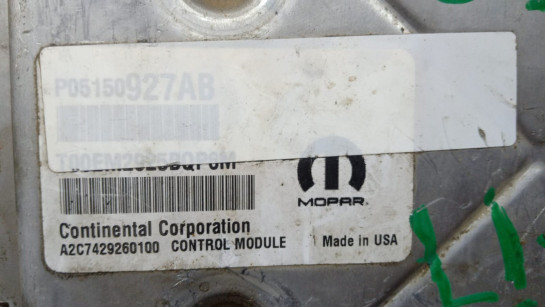 P05150927AB
MOPAR
Continental Corporation
A2C7429260100 CONTROL MODULE Made in USA